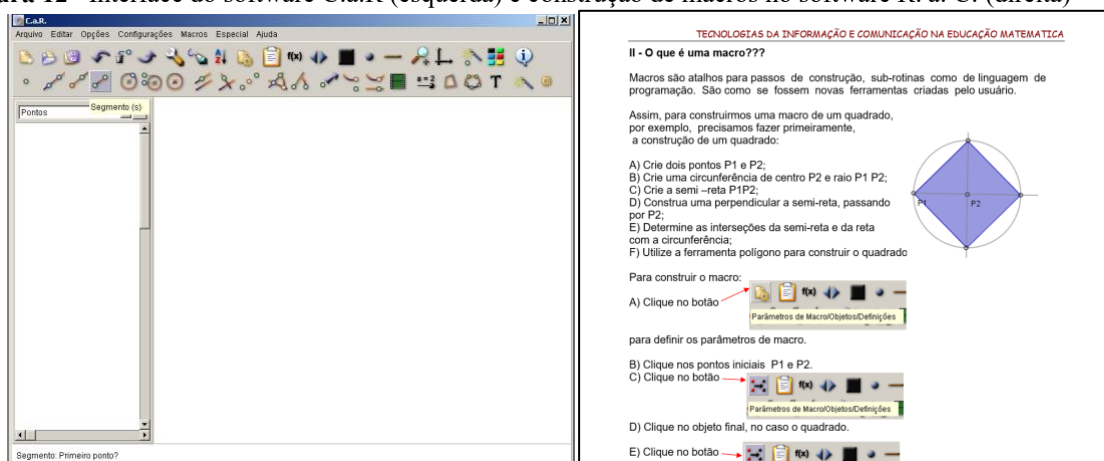 ura 12 - Interface do software C.a.R (esquerda) e construção de macros no software R. a. C. (direita)
C.a.R.
Arquivo Editar Opções Configurações Macros Especial Ajuda
f(x)
T
Segmento (s)
Pontos
Segmento: Primeiro ponto?
TECNOLOGIAS DA INFORMAÇÃO E COMUNICAÇÃO NA EDUCAÇÃO MATEMATICA
II - O que é uma macro???
Macros são atalhos para passos de construção, sub-rotinas como de linguagem de
programação. São como se fossem novas ferramentas criadas pelo usuário.
Assim, para construirmos uma macro de um quadrado,
por exemplo, precisamos fazer primeiramente,
a construção de um quadrado:
A) Crie dois pontos P1 e P2;
B) Crie uma circunferência de centro P2 e raio P1 P2;
C) Crie a semi –reta P1P2;
D) Construa uma perpendicular a semi-reta, passando
por P2;
E) Determine as interseções da semi-reta e da reta
com a circunferência;
F) Utilize a ferramenta polígono para construir o quadrado
P1
P2
Para construir o macro:
A) Clique no botão
f(x)
Parâmetros de Macro/Objetos/Definições
para definir os parâmetros de macro.
B) Clique nos pontos iniciais P1 e P2.
C) Clique no botão
f(x)
Parâmetros de Macro/Objetos/Definições
D) Clique no objeto final, no caso o quadrado.
E) Clique no botão
f(x)